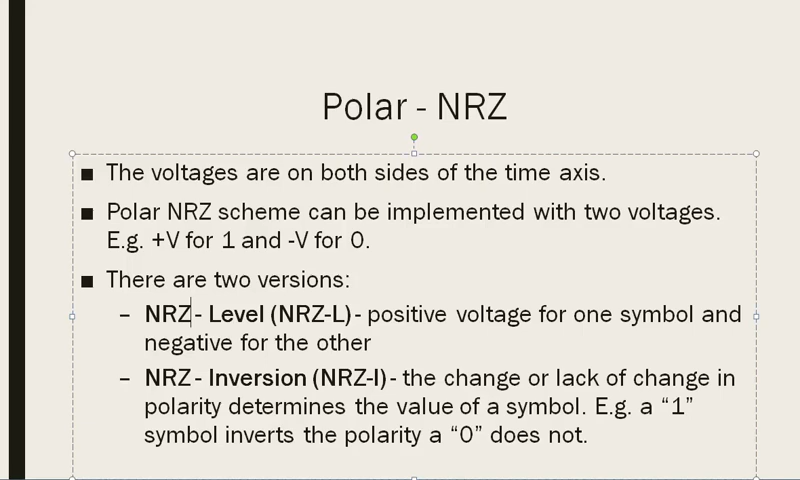 Polar - NRZ
■ The voltages are on both sides of the time axis.
■ Polar NRZ scheme can be implemented with two voltages.
E.g. +V for 1 and -V for 0.
■ There are two versions:
– NRZ - Level (NRZ-L) - positive voltage for one symbol and
negative for the other
– NRZ - Inversion (NRZ-I) - the change or lack of change in
polarity determines the value of a symbol. E.g. a “1”
symbol inverts the polarity a “0” does not.